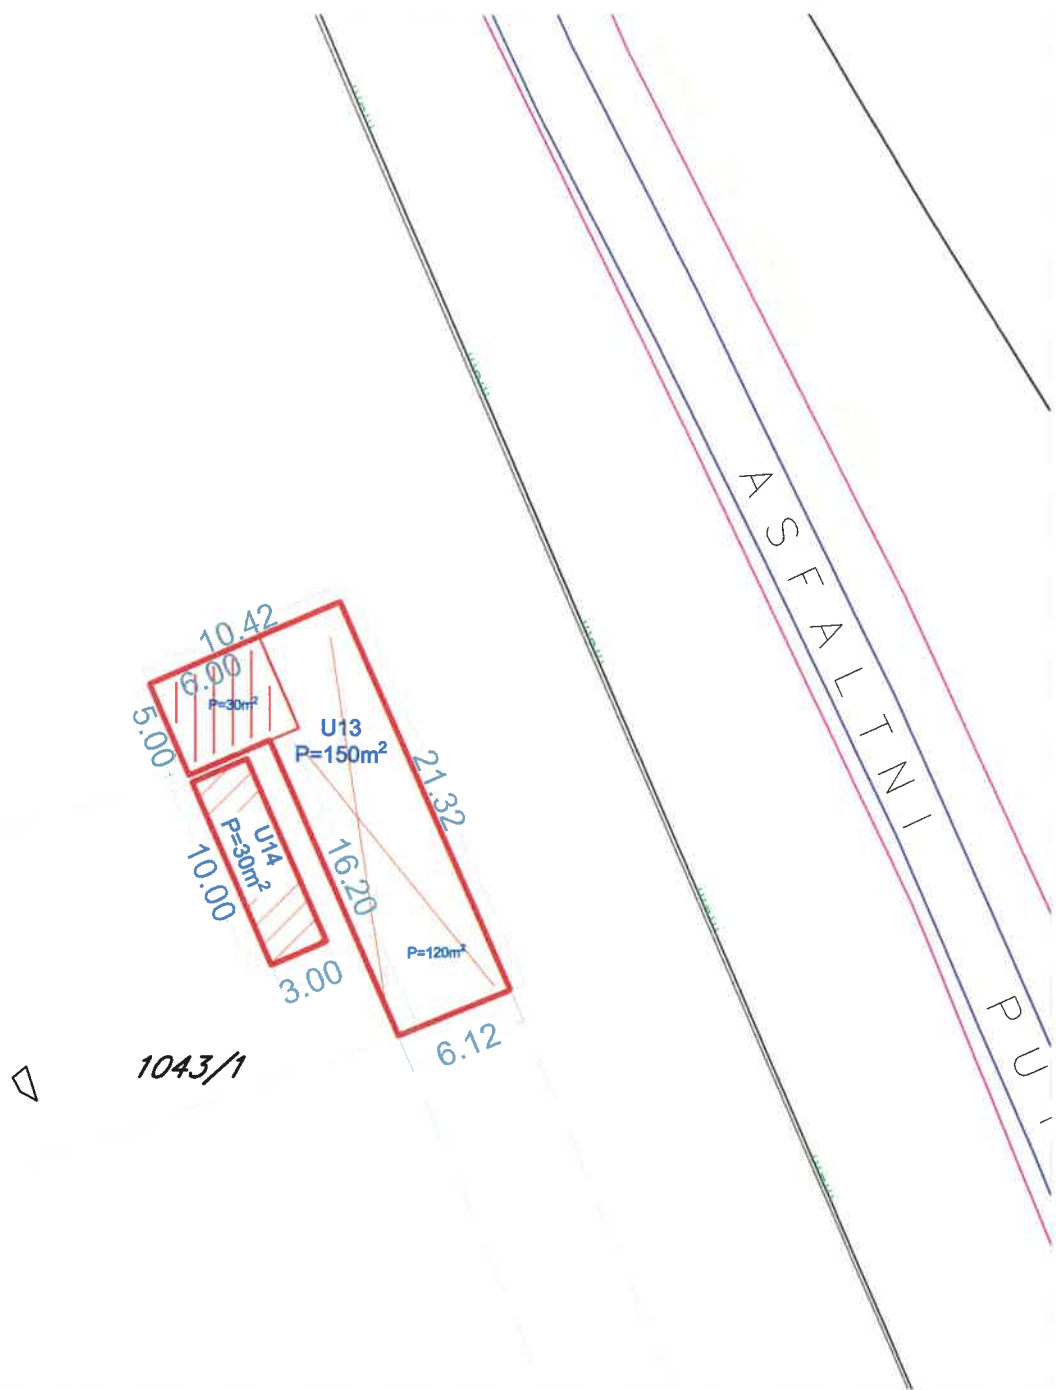 10.42
6.00
P=30m²
5.00
U13
P=150m²
21.32
U14
P=30m²
10.00
16.20
P=120m²
3.00
6.12
1043/1
ASFALTNI